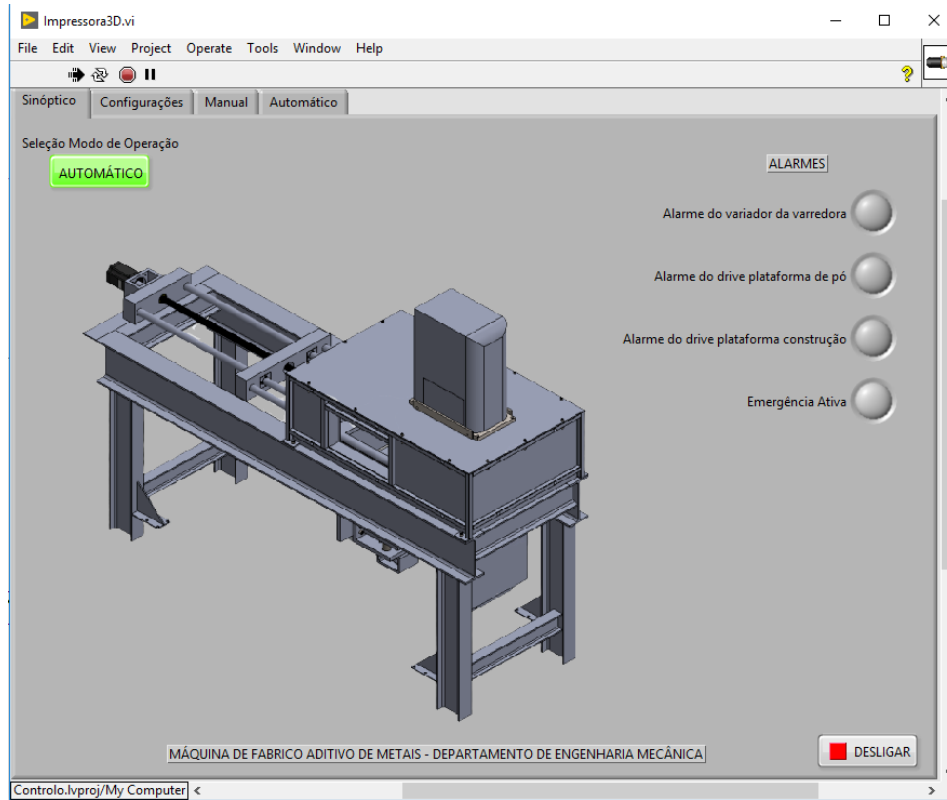 Impressora3D.vi
File Edit View Project Operate Tools Window Help
Sinóptico Configurações Manual Automático
Seleção Modo de Operação
AUTOMÁTICO
ALARMES
Alarme do variador da varredora
Alarme do drive plataforma de pó
Alarme do drive plataforma construção
Emergência Ativa
MÁQUINA DE FABRICO ADITIVO DE METAIS - DEPARTAMENTO DE ENGENHARIA MECÂNICA
DESLIGAR
Controlo.lvproj/My Computer